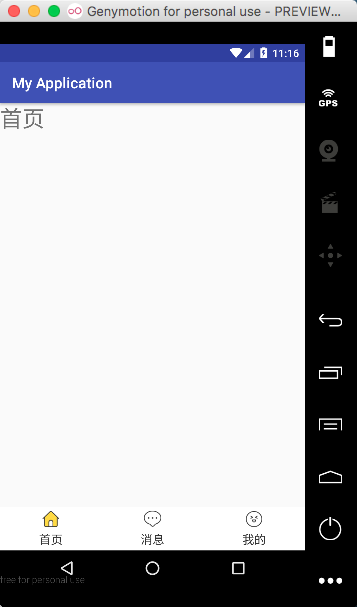 Genymotion for personal use - PREVIEW...
11:16
My Application
GPS
首页
首页
消息
我的
free for personal use